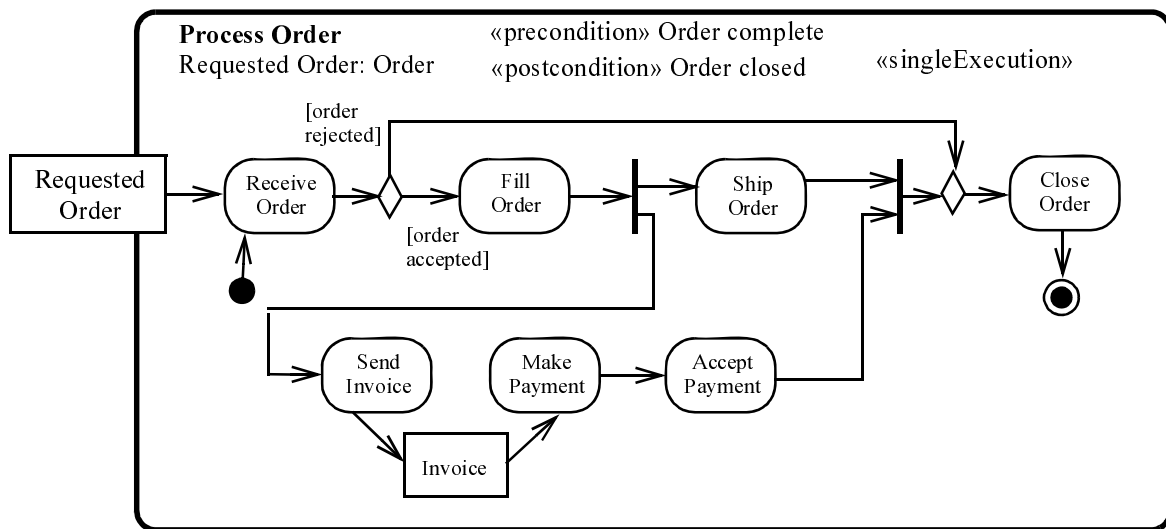 Process Order
«precondition» Order complete
Requested Order: Order
«postcondition» Order closed
«singleExecution»
[order
rejected]
Requested
Order
Receive
Order
Fill
Order
Ship
Order
Close
Order
[order
accepted]
Send
Invoice
Make
Payment
Accept
Payment
Invoice